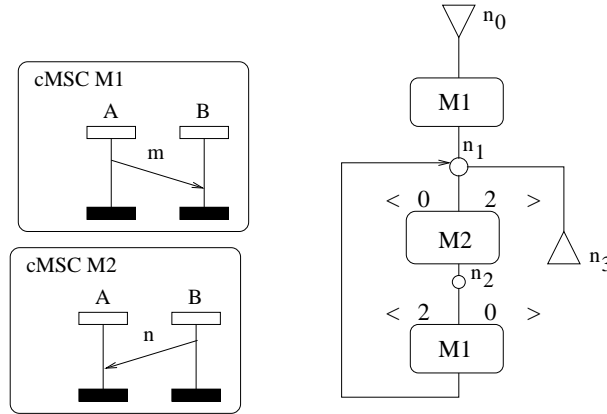 cMSC M1
A B
m
cMSC M2
A B
n
n0
M1
n1
< 0 2 >
M2
n3
n2
< 2 0 >
M1